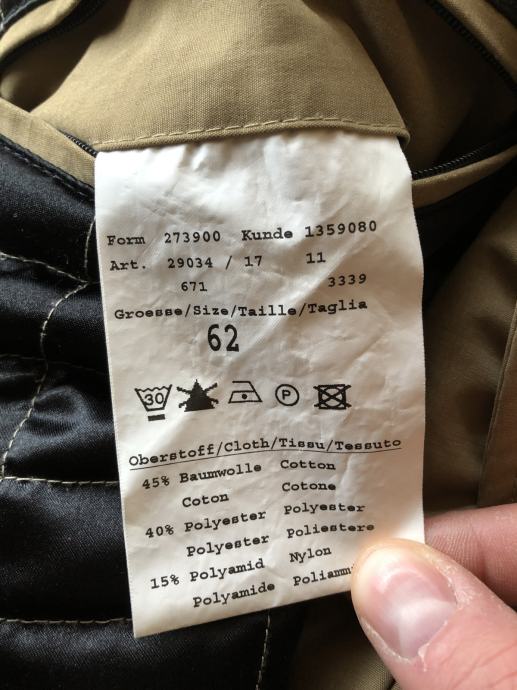 Form 273900 Kunde 1359080
Art. 29034 / 17 11
671 3339
Groesse/Size/Taille/Taglia
62
30 P
Oberstoff/Cloth/Tissu/Tessuto
45% Baumwolle Cotton
Coton Cotone
40% Polyester Polyester
Polyester Poliestere
15% Polyamid Nylon
Polyamide